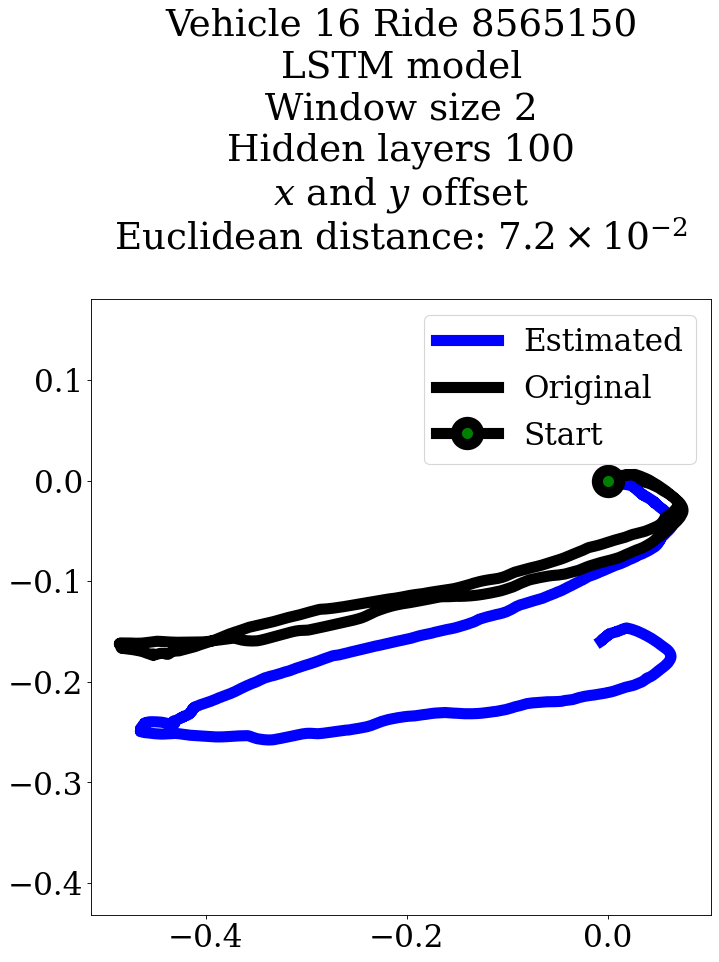 Vehicle 16 Ride 8565150
LSTM model
Window size 2
Hidden layers 100
x and y offset
Euclidean distance: 7.2 × 10⁻²
Estimated
Original
Start
0.1
0.0
−0.1
−0.2
−0.3
−0.4
−0.4
−0.2
0.0